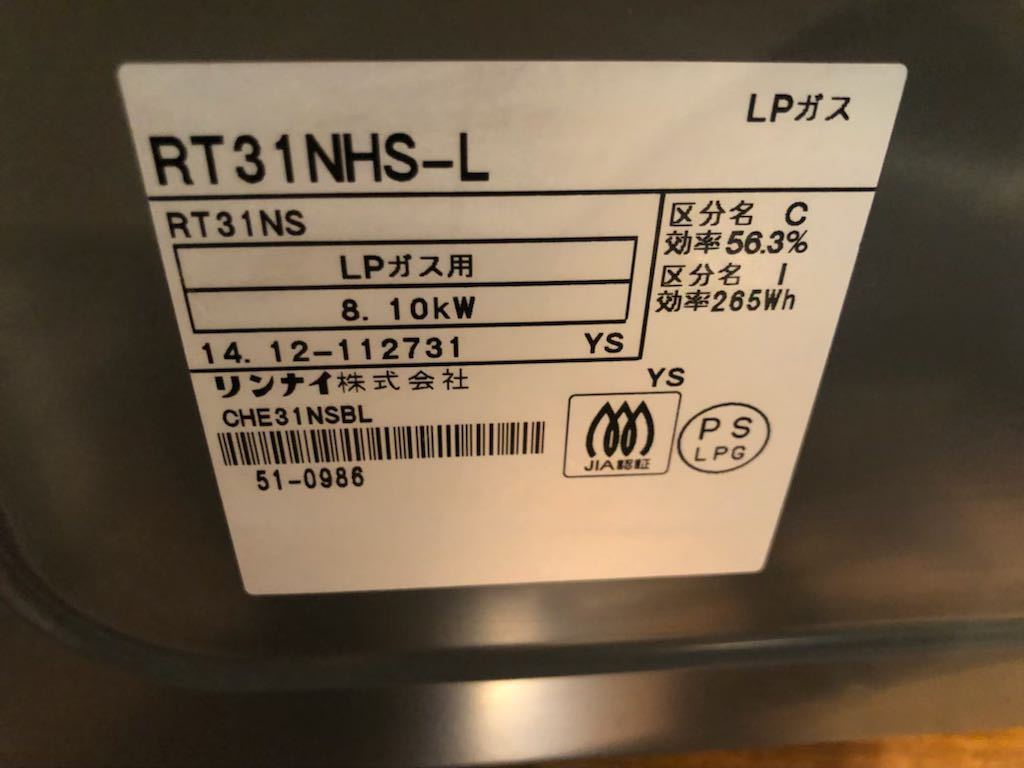 LPガス
RT31NHS-L
RT31NS
LPガス用
8.10kW
14.12-112731 YS
区分名 C
効率56.3%
区分名 I
効率265Wh
リンナイ株式会社
YS
CHE31NSBL
51-0986
JIA認証
PS
LPG